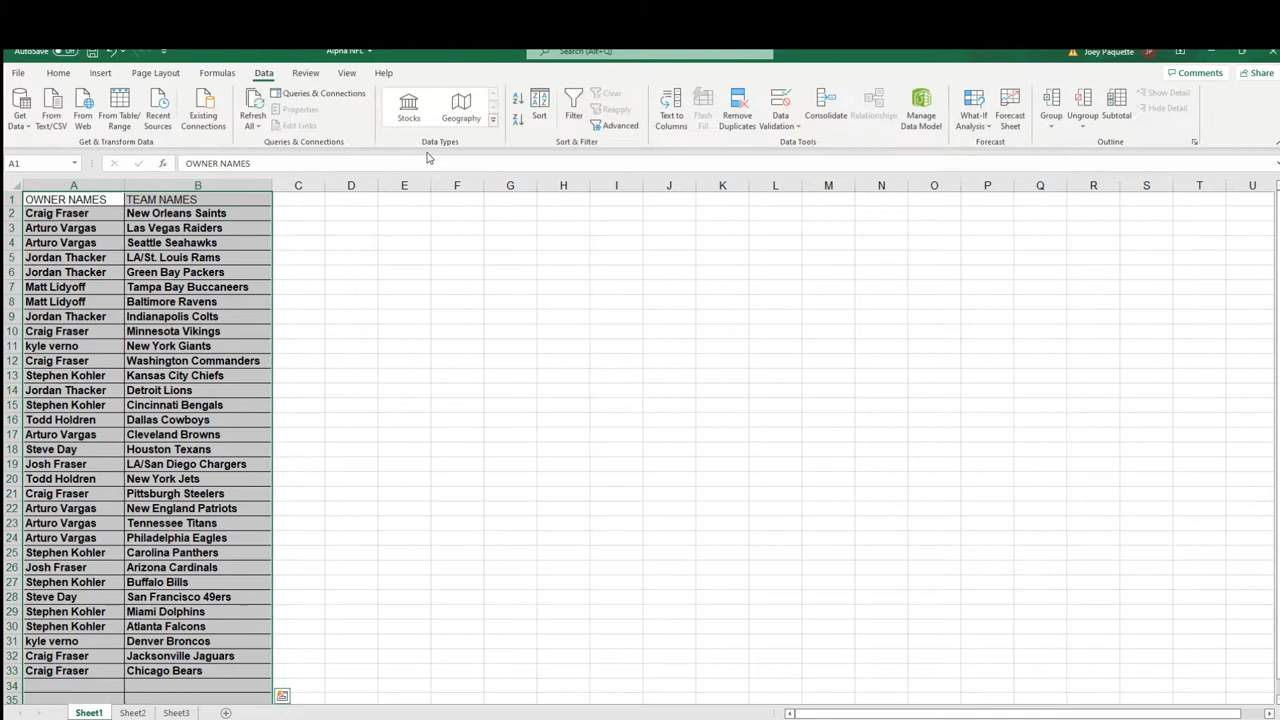 AutoSave Off Alpha NFL Search (Alt+Q) Joey Paquette JP
File Home Insert Page Layout Formulas Data Review View Help Comments Share
Get Data From Text/CSV From Web From Table/Range Recent Sources Existing Connections
Get & Transform Data
Refresh All Queries & Connections Properties Edit Links
Queries & Connections
Stocks Geography
Data Types
Sort Filter Clear Reapply Advanced
Sort & Filter
Text to Columns Flash Fill Remove Duplicates Data Validation Consolidate Relationships Manage Data Model
Data Tools
What-If Analysis Forecast Sheet
Forecast
Group Ungroup Subtotal Show Detail Hide Detail
Outline
A1 fx OWNER NAMES
A B C D E F G H I J K L M N O P Q R S T U
1 OWNER NAMES TEAM NAMES
2 Craig Fraser New Orleans Saints
3 Arturo Vargas Las Vegas Raiders
4 Arturo Vargas Seattle Seahawks
5 Jordan Thacker LA/St. Louis Rams
6 Jordan Thacker Green Bay Packers
7 Matt Lidyoff Tampa Bay Buccaneers
8 Matt Lidyoff Baltimore Ravens
9 Jordan Thacker Indianapolis Colts
10 Craig Fraser Minnesota Vikings
11 kyle verno New York Giants
12 Craig Fraser Washington Commanders
13 Stephen Kohler Kansas City Chiefs
14 Jordan Thacker Detroit Lions
15 Stephen Kohler Cincinnati Bengals
16 Todd Holdren Dallas Cowboys
17 Arturo Vargas Cleveland Browns
18 Steve Day Houston Texans
19 Josh Fraser LA/San Diego Chargers
20 Todd Holdren New York Jets
21 Craig Fraser Pittsburgh Steelers
22 Arturo Vargas New England Patriots
23 Arturo Vargas Tennessee Titans
24 Arturo Vargas Philadelphia Eagles
25 Stephen Kohler Carolina Panthers
26 Josh Fraser Arizona Cardinals
27 Stephen Kohler Buffalo Bills
28 Steve Day San Francisco 49ers
29 Stephen Kohler Miami Dolphins
30 Stephen Kohler Atlanta Falcons
31 kyle verno Denver Broncos
32 Craig Fraser Jacksonville Jaguars
33 Craig Fraser Chicago Bears
34
35
Sheet1 Sheet2 Sheet3